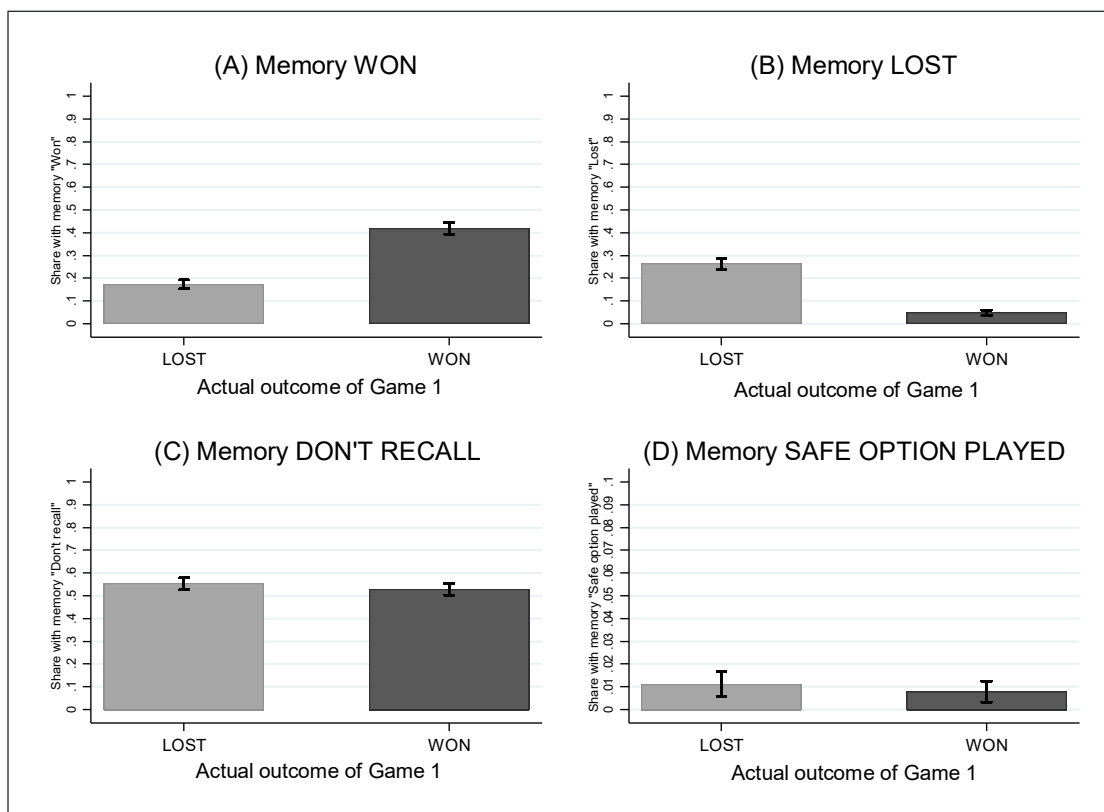 (A) Memory WON
Share with memory "Won"
1
.9
.8
.7
.6
.5
.4
.3
.2
.1
0
LOST WON
Actual outcome of Game 1
(B) Memory LOST
Share with memory "Lost"
1
.9
.8
.7
.6
.5
.4
.3
.2
.1
0
LOST WON
Actual outcome of Game 1
(C) Memory DON'T RECALL
Share with memory "Don't recall"
1
.9
.8
.7
.6
.5
.4
.3
.2
.1
0
LOST WON
Actual outcome of Game 1
(D) Memory SAFE OPTION PLAYED
Share with memory "Safe option played"
.1
.09
.08
.07
.06
.05
.04
.03
.02
.01
0
LOST WON
Actual outcome of Game 1